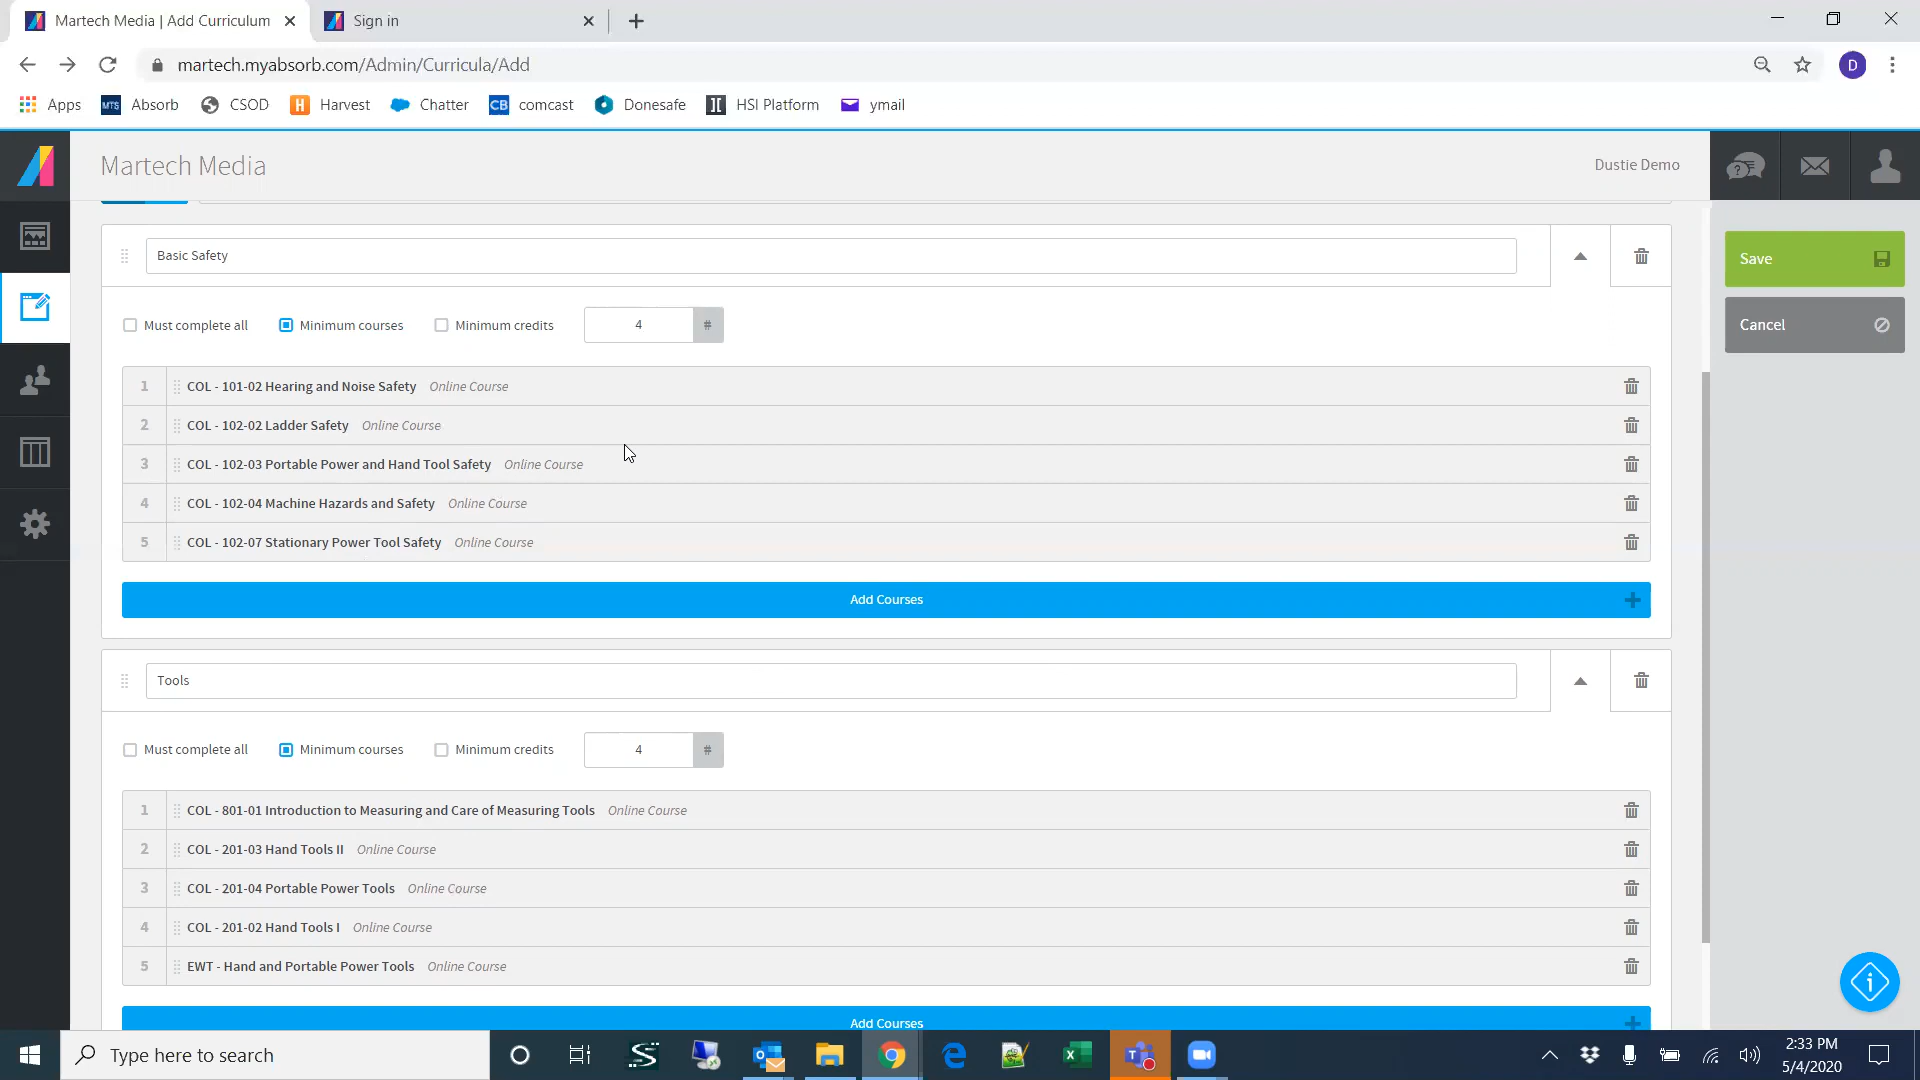 Martech Media | Add Curriculum
Sign in
martech.myabsorb.com/Admin/Curricula/Add
D
Apps
MTS Absorb
CSOD
H Harvest
Chatter
CB comcast
Donesafe
HSI Platform
ymail
Martech Media
Dustie Demo
Save
Cancel
Basic Safety
Must complete all
Minimum courses
Minimum credits
4 #
1 COL - 101-02 Hearing and Noise Safety Online Course
2 COL - 102-02 Ladder Safety Online Course
3 COL - 102-03 Portable Power and Hand Tool Safety Online Course
4 COL - 102-04 Machine Hazards and Safety Online Course
5 COL - 102-07 Stationary Power Tool Safety Online Course
Add Courses
Tools
Must complete all
Minimum courses
Minimum credits
4 #
1 COL - 801-01 Introduction to Measuring and Care of Measuring Tools Online Course
2 COL - 201-03 Hand Tools II Online Course
3 COL - 201-04 Portable Power Tools Online Course
4 COL - 201-02 Hand Tools I Online Course
5 EWT - Hand and Portable Power Tools Online Course
Add Courses
Type here to search
2:33 PM
5/4/2020